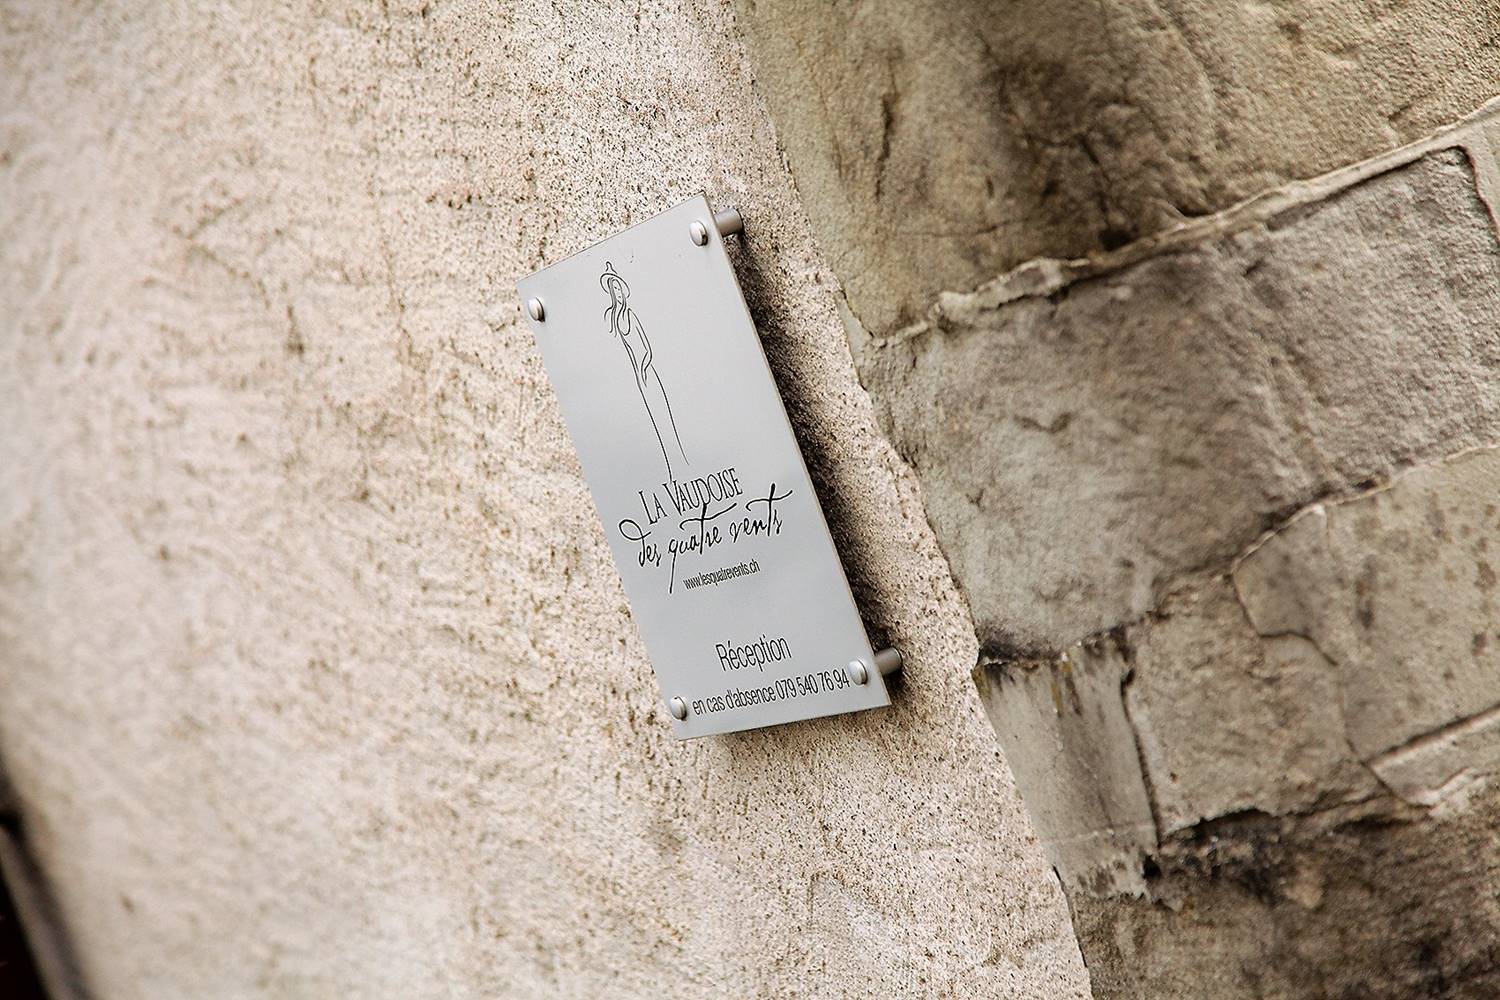 LA VAUDOISE
des quatre vents
www.lesquatrevents.ch
Réception
en cas d'absence 079 540 76 94